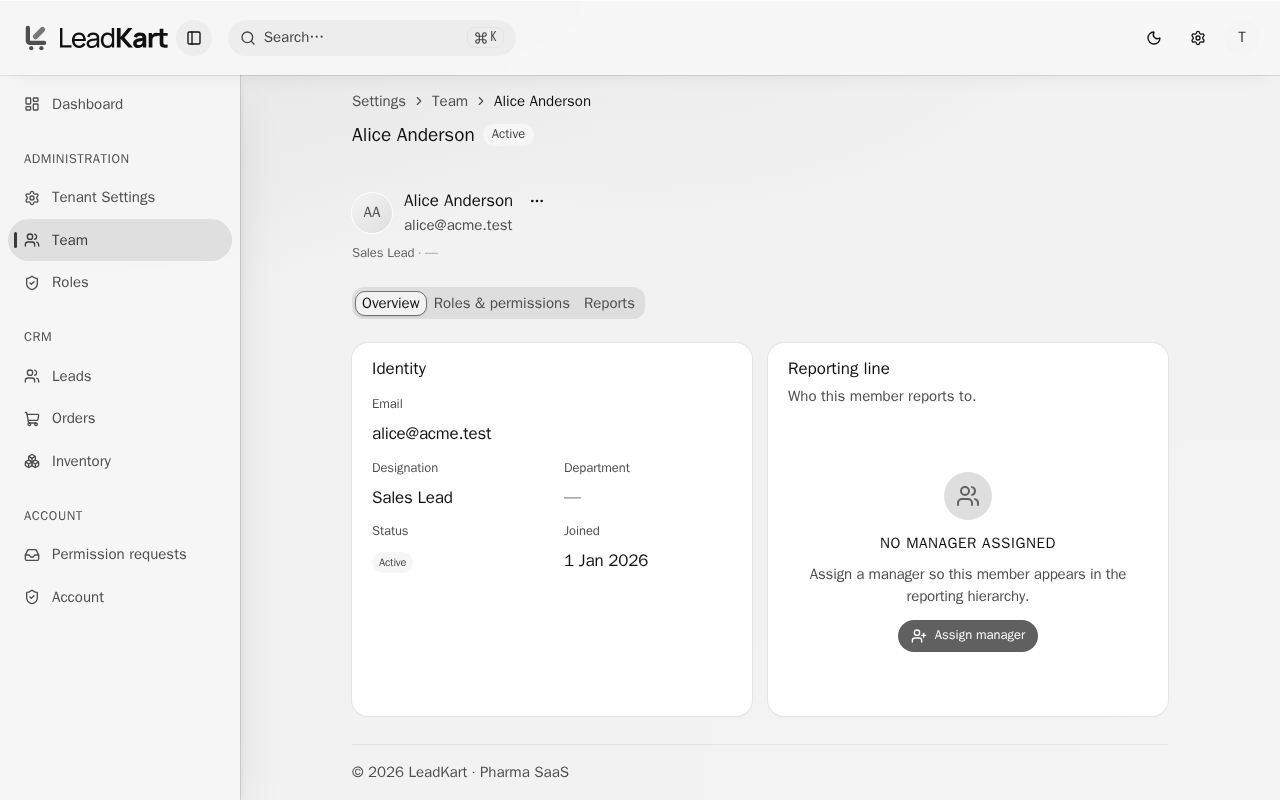 LeadKart
Search···
⌘K
T
Dashboard
ADMINISTRATION
Tenant Settings
Team
Roles
CRM
Leads
Orders
Inventory
ACCOUNT
Permission requests
Account
Settings > Team > Alice Anderson
Alice Anderson Active
AA
Alice Anderson ···
alice@acme.test
Sales Lead · —
Overview Roles & permissions Reports
Identity
Email
alice@acme.test
Designation Department
Sales Lead —
Status Joined
Active 1 Jan 2026
Reporting line
Who this member reports to.
NO MANAGER ASSIGNED
Assign a manager so this member appears in the
reporting hierarchy.
Assign manager
© 2026 LeadKart · Pharma SaaS